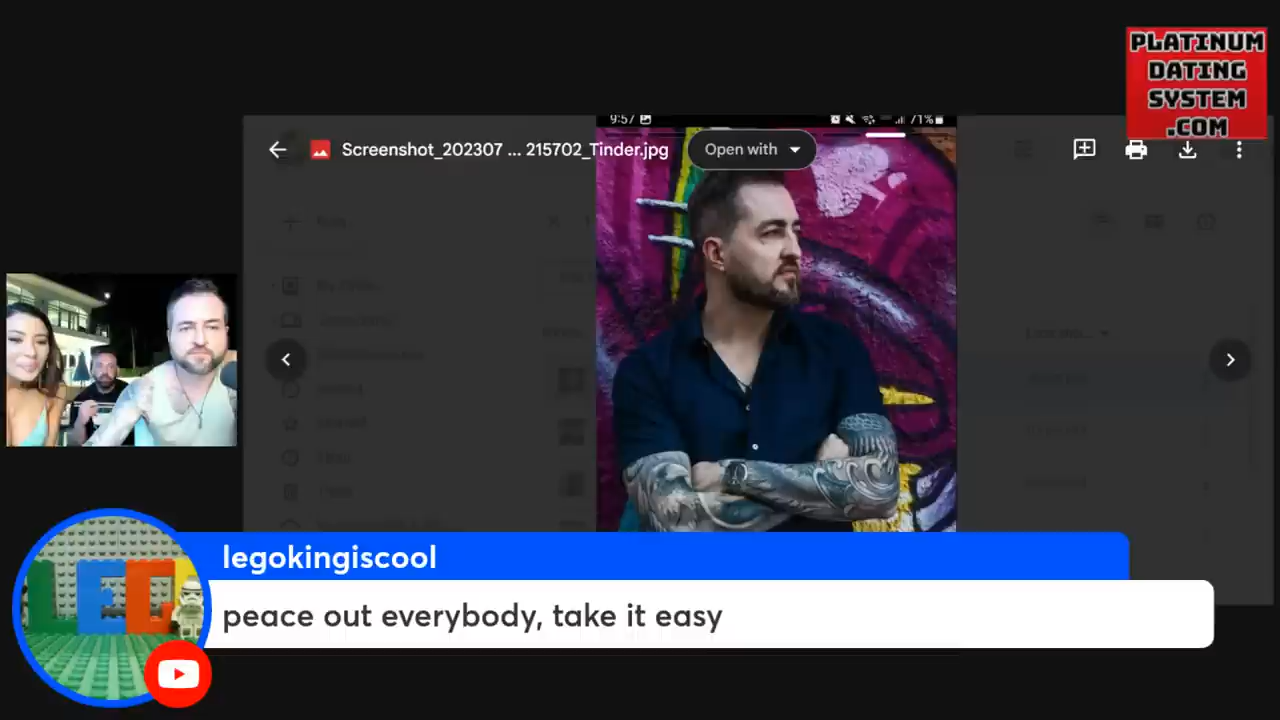 PLATINUM
DATING
SYSTEM
.COM
9:57
71%
Screenshot_202307 ... 215702_Tinder.jpg
Open with
LEG
legokingiscool
peace out everybody, take it easy